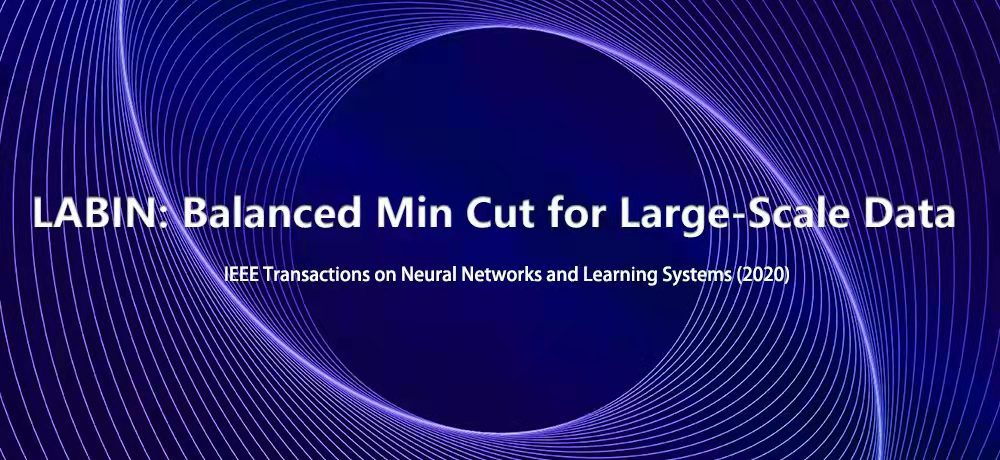 LABIN: Balanced Min Cut for Large-Scale Data
IEEE Transactions on Neural Networks and Learning Systems (2020)